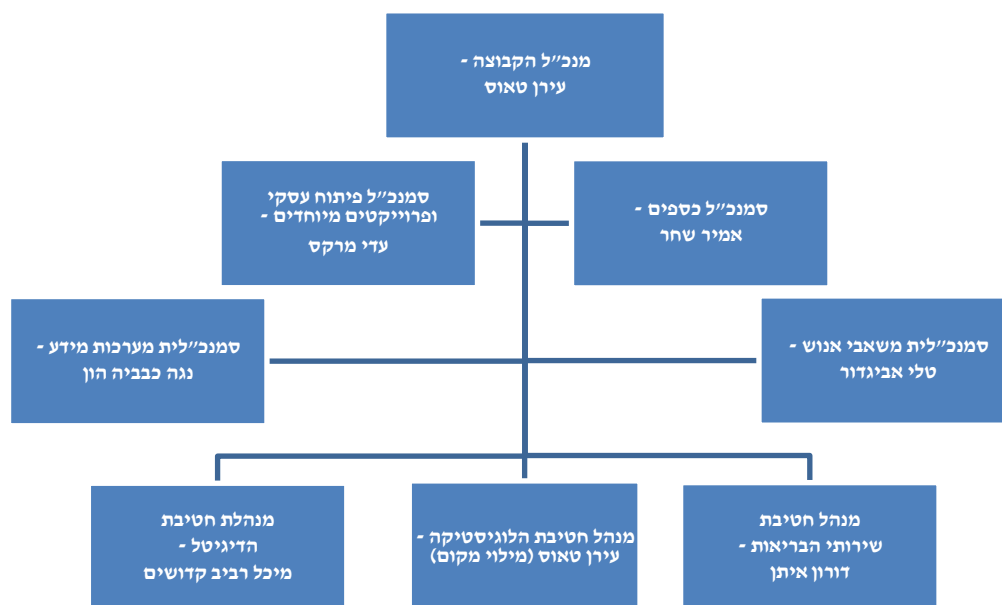 מנכ"ל הקבוצה -
עירן טאוס
סמנכ"ל כספים -
אמיר שחר
סמנכ"ל פיתוח עסקי
ופרוייקטים מיוחדים -
עדי מרקס
סמנכ"לית משאבי אנוש -
טלי אביגדור
סמנכ"לית מערכות מידע -
נגה כבביה הון
מנהל חטיבת
שירותי הבריאות -
דורון איתן
מנהל חטיבת הלוגיסטיקה -
עירן טאוס (מילוי מקום)
מנהלת חטיבת
הדיגיטל -
מיכל רביב קדושים